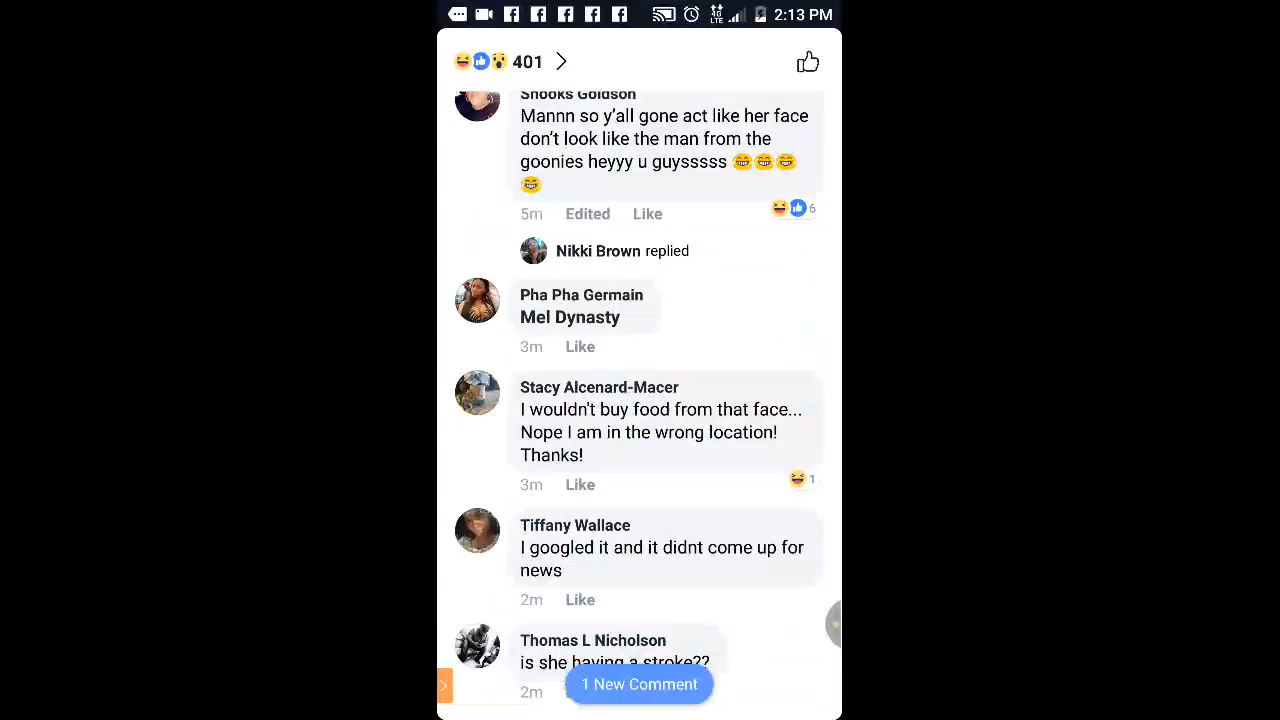 2:13 PM
401
Snooks Goldson
Mannn so y'all gone act like her face
don't look like the man from the
goonies heyyy u guysssss 😂😂😂
😂
5m Edited Like 6
Nikki Brown replied
Pha Pha Germain
Mel Dynasty
3m Like
Stacy Alcenard-Macer
I wouldn't buy food from that face...
Nope I am in the wrong location!
Thanks!
3m Like 1
Tiffany Wallace
I googled it and it didnt come up for
news
2m Like
Thomas L Nicholson
is she having a stroke??
2m
1 New Comment